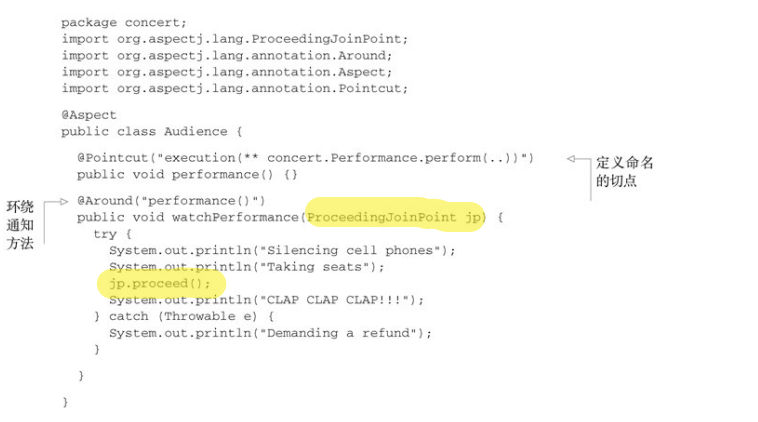 package concert;
import org.aspectj.lang.ProceedingJoinPoint;
import org.aspectj.lang.annotation.Around;
import org.aspectj.lang.annotation.Aspect;
import org.aspectj.lang.annotation.Pointcut;
@Aspect
public class Audience {
@Pointcut("execution(** concert.Performance.perform(..))")
public void performance() {}
定义命名
的切点
环绕
通知
方法
@Around("performance()")
public void watchPerformance(ProceedingJoinPoint jp) {
try {
System.out.println("Silencing cell phones");
System.out.println("Taking seats");
jp.proceed();
System.out.println("CLAP CLAP CLAP!!!");
} catch (Throwable e) {
System.out.println("Demanding a refund");
}
}
}